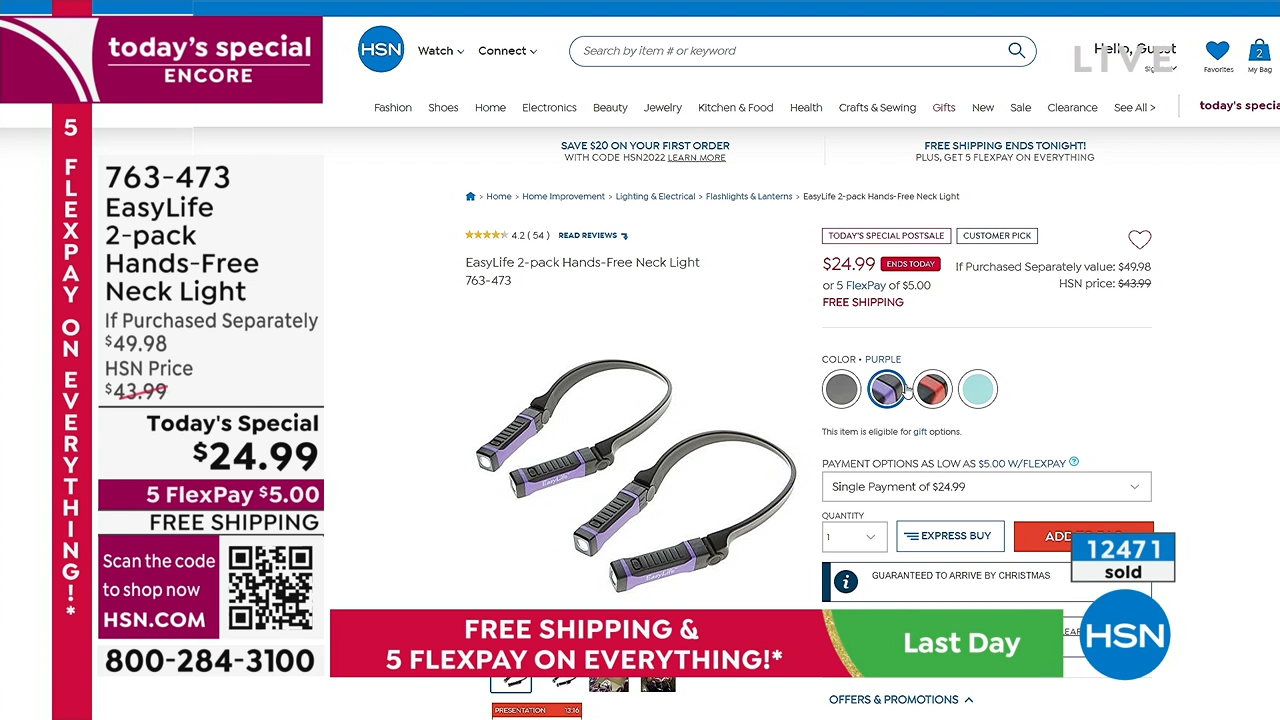 today's special
ENCORE
5 FLEXPAY ON EVERYTHING!*
763-473
EasyLife
2-pack
Hands-Free
Neck Light
If Purchased Separately
$49.98
HSN Price
$43.99
Today's Special
$24.99
5 FlexPay $5.00
FREE SHIPPING
Scan the code
to shop now
HSN.COM
800-284-3100
HSN
Watch
Connect
Search by item # or keyword
Hello, Guest
LIVE
Favorites
2
My Bag
Fashion Shoes Home Electronics Beauty Jewelry Kitchen & Food Health Crafts & Sewing Gifts New Sale Clearance See All >
today's specia
SAVE $20 ON YOUR FIRST ORDER
WITH CODE HSN2022 LEARN MORE
FREE SHIPPING ENDS TONIGHT!
PLUS, GET 5 FLEXPAY ON EVERYTHING
> Home > Home Improvement > Lighting & Electrical > Flashlights & Lanterns > EasyLife 2-pack Hands-Free Neck Light
4.2 ( 54 ) READ REVIEWS
EasyLife 2-pack Hands-Free Neck Light
763-473
EasyLife
EasyLife
TODAY'S SPECIAL POSTSALE
CUSTOMER PICK
$24.99 ENDS TODAY
If Purchased Separately value: $49.98
or 5 FlexPay of $5.00
HSN price: $43.99
FREE SHIPPING
COLOR • PURPLE
This item is eligible for gift options.
PAYMENT OPTIONS AS LOW AS $5.00 W/FLEXPAY ?
Single Payment of $24.99
QUANTITY
1
EXPRESS BUY
12471
sold
GUARANTEED TO ARRIVE BY CHRISTMAS
FREE SHIPPING &
5 FLEXPAY ON EVERYTHING!*
Last Day
HSN
PRESENTATION 13:16
OFFERS & PROMOTIONS